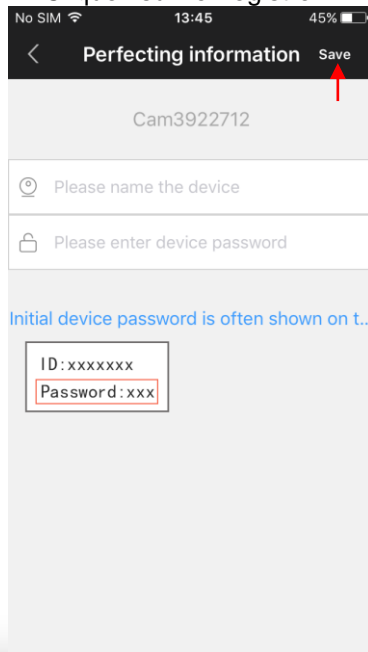 No SIM 13:45 45%
Perfecting information Save
Cam3922712
Please name the device
Please enter device password
Initial device password is often shown on t..
ID:xxxxxxx
Password:xxx